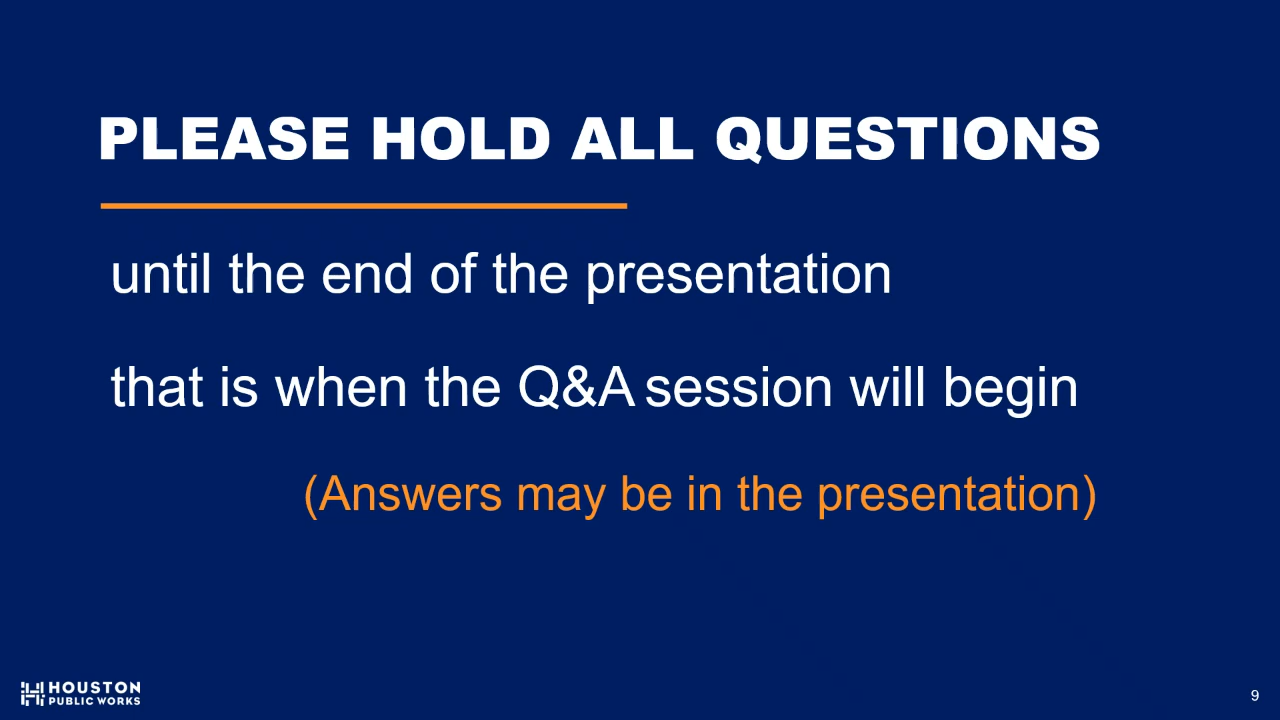 PLEASE HOLD ALL QUESTIONS
until the end of the presentation
that is when the Q&A session will begin
(Answers may be in the presentation)
HOUSTON
PUBLIC WORKS
9